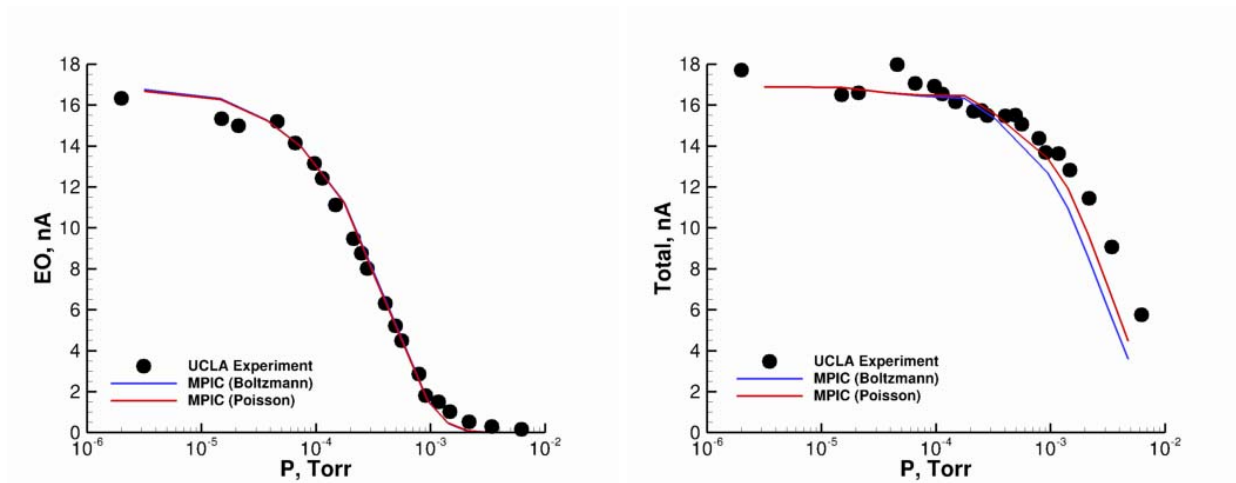 18
16
14
12
10
8
6
4
2
0
EO, nA
UCLA Experiment
MPIC (Boltzmann)
MPIC (Poisson)
10⁻⁶ 10⁻⁵ 10⁻⁴ 10⁻³ 10⁻²
P, Torr
18
16
14
12
10
8
6
4
2
0
Total, nA
UCLA Experiment
MPIC (Boltzmann)
MPIC (Poisson)
10⁻⁶ 10⁻⁵ 10⁻⁴ 10⁻³ 10⁻²
P, Torr